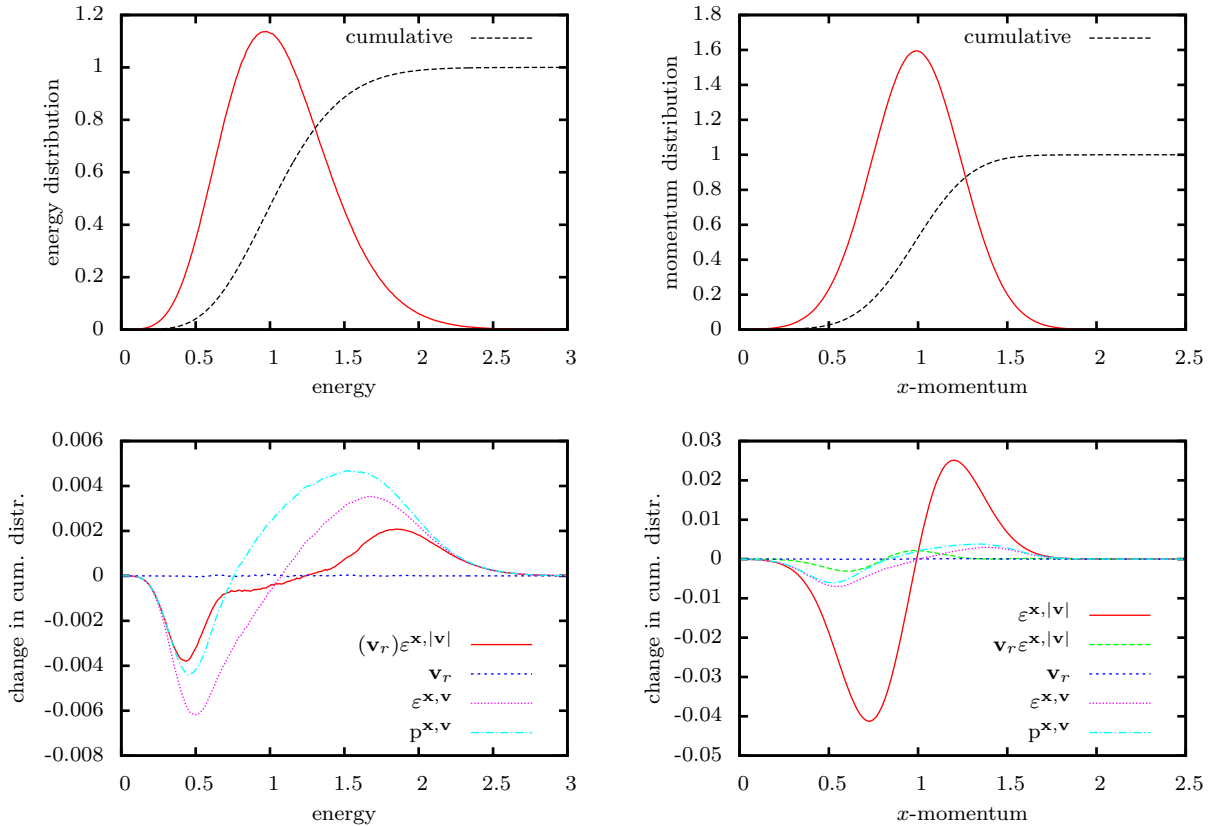 1.2
1
0.8
0.6
0.4
0.2
0
energy distribution
cumulative
0 0.5 1 1.5 2 2.5 3
energy
1.8
1.6
1.4
1.2
1
0.8
0.6
0.4
0.2
0
momentum distribution
cumulative
0 0.5 1 1.5 2 2.5
x-momentum
0.006
0.004
0.002
0
-0.002
-0.004
-0.006
-0.008
change in cum. distr.
(v_r)ε^{x,|v|}
v_r
ε^{x,v}
p^{x,v}
0 0.5 1 1.5 2 2.5 3
energy
0.03
0.02
0.01
0
-0.01
-0.02
-0.03
-0.04
-0.05
change in cum. distr.
ε^{x,|v|}
v_rε^{x,|v|}
v_r
ε^{x,v}
p^{x,v}
0 0.5 1 1.5 2 2.5
x-momentum